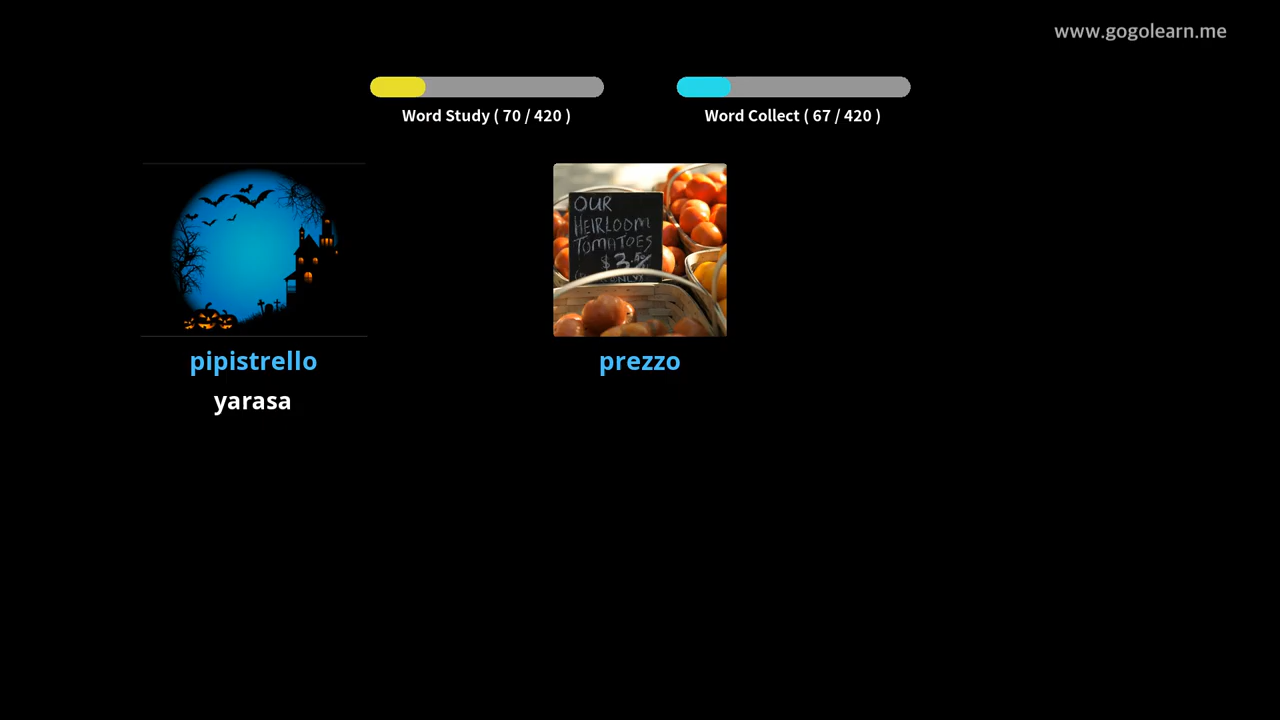 www.gogolearn.me
Word Study ( 70 / 420 )
Word Collect ( 67 / 420 )
OUR
HEIRLOOM
TOMATOES
pipistrello
prezzo
yarasa